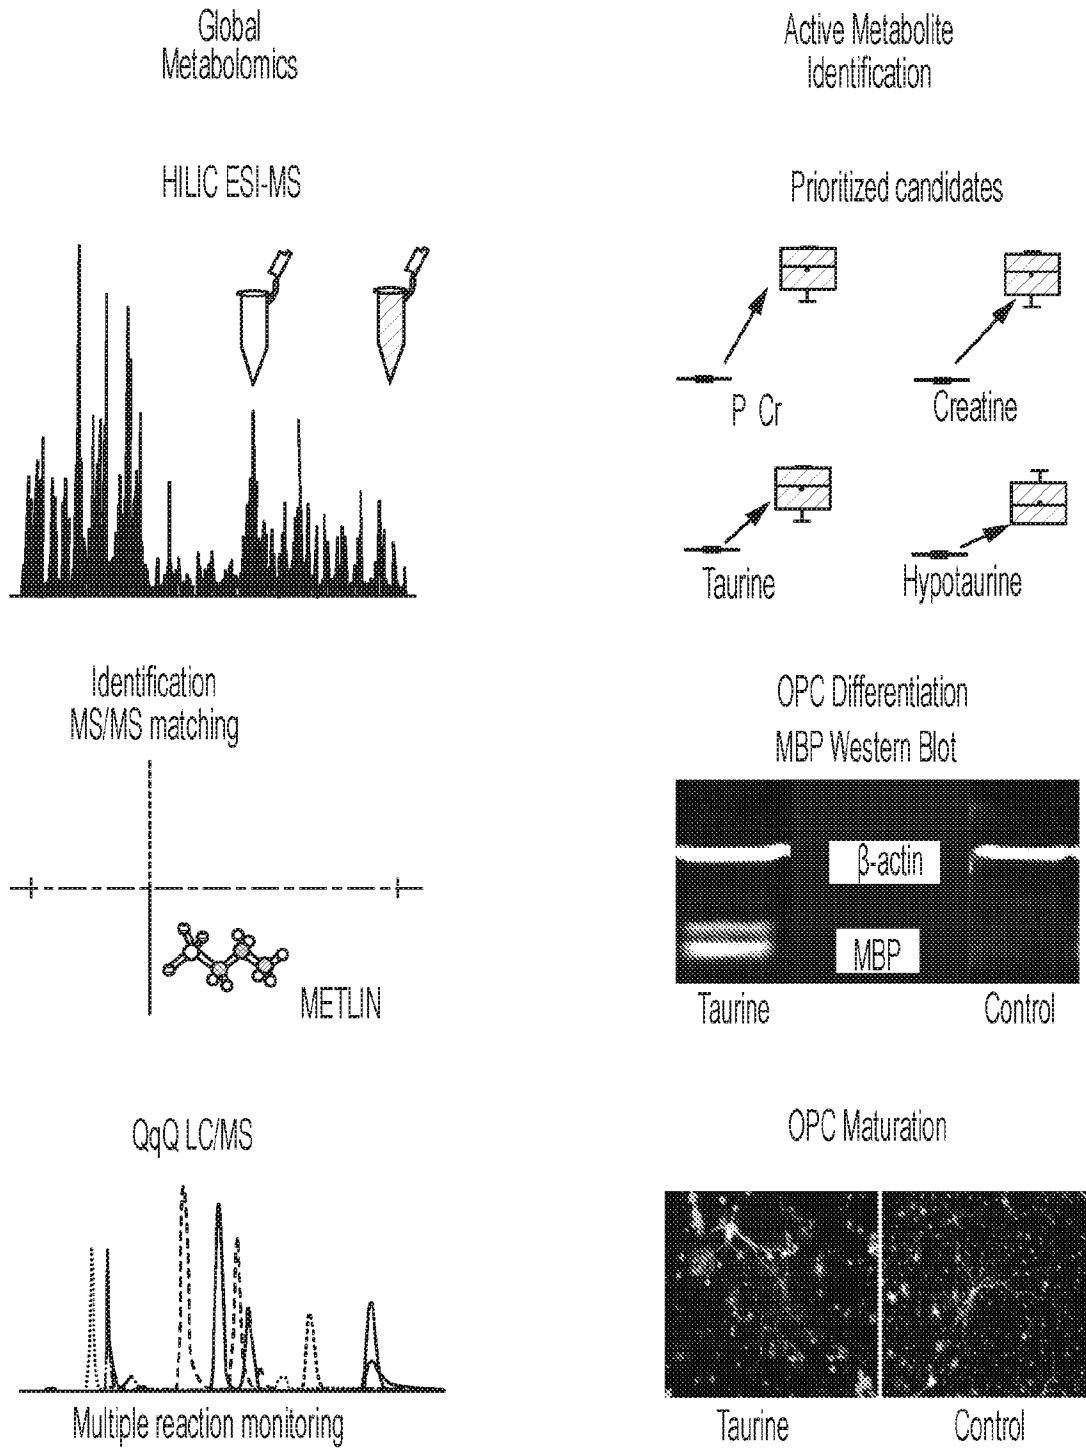 Global
Metabolomics
HILIC ESI-MS
Identification
MS/MS matching
METLIN
QqQ LC/MS
Multiple reaction monitoring
Active Metabolite
Identification
Prioritized candidates
P Cr
Creatine
Taurine
Hypotaurine
OPC Differentiation
MBP Western Blot
β-actin
MBP
Taurine
Control
OPC Maturation
Taurine
Control